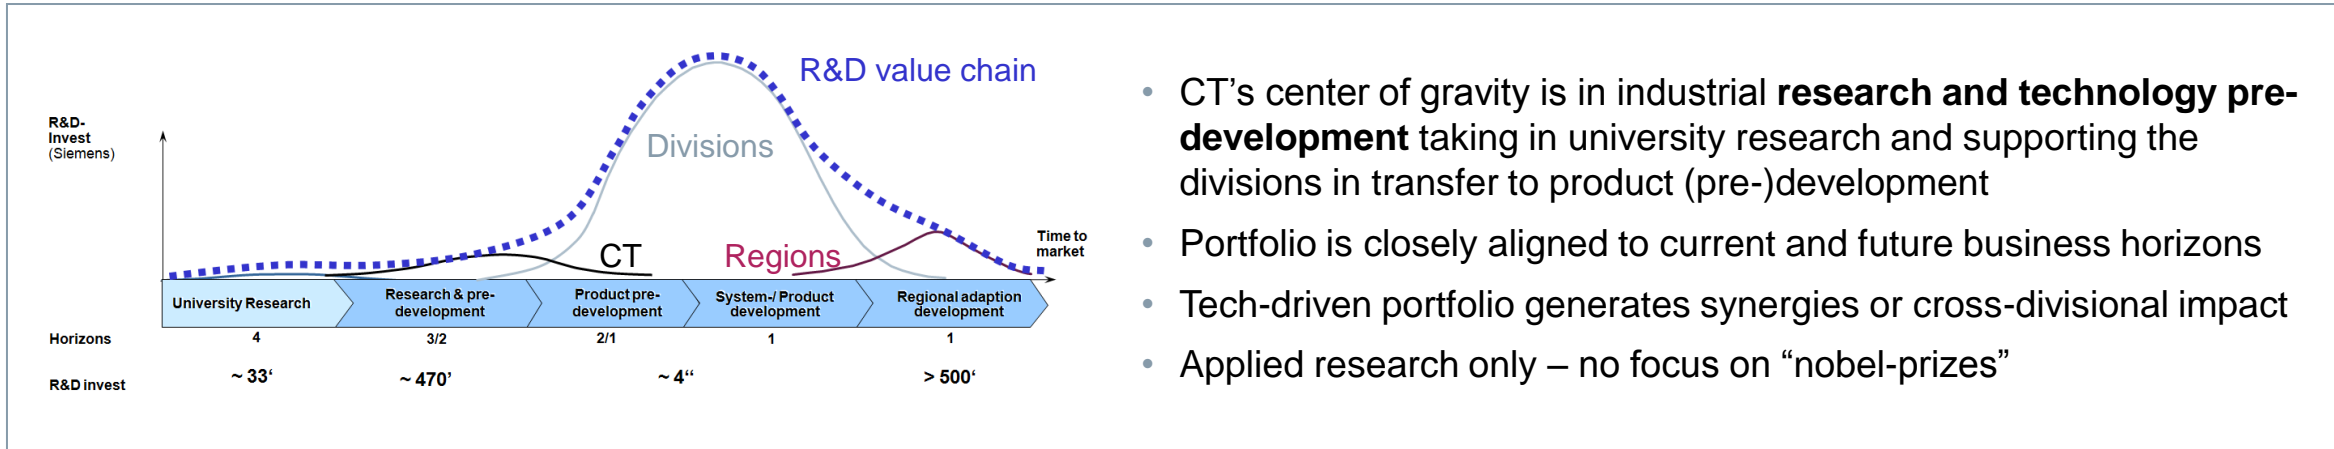 R&D value chain
R&D-
Invest
(Siemens)
Divisions
CT
Regions
Time to
market
University Research
Research & pre-
development
Product pre-
development
System-/ Product
development
Regional adaption
development
Horizons
4
3/2
2/1
1
1
R&D invest
~ 33‘
~ 470’
~ 4“
> 500‘
• CT’s center of gravity is in industrial research and technology pre-
development taking in university research and supporting the
divisions in transfer to product (pre-)development
• Portfolio is closely aligned to current and future business horizons
• Tech-driven portfolio generates synergies or cross-divisional impact
• Applied research only – no focus on “nobel-prizes”